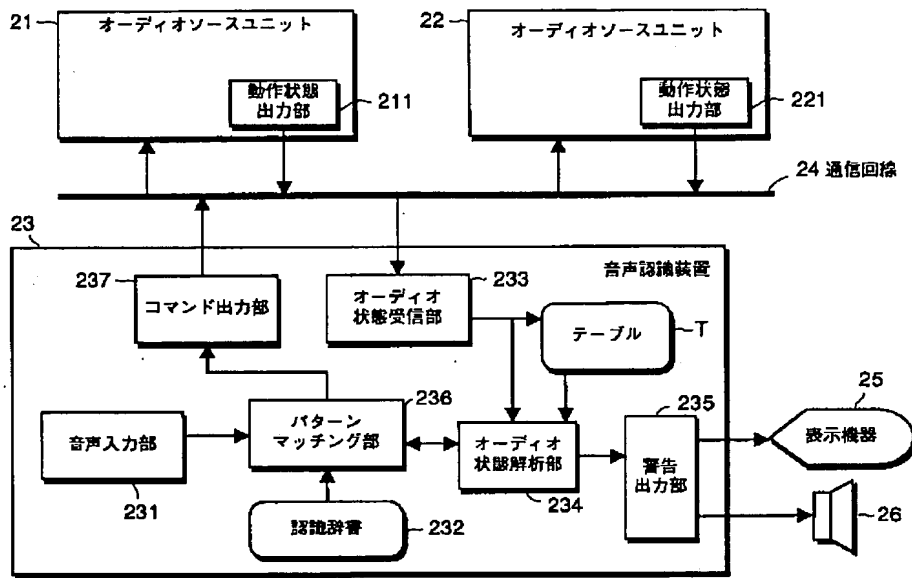 21
オーディオソースユニット
動作状態
出力部
211
22
オーディオソースユニット
動作状態
出力部
221
24 通信回線
23
音声認識装置
237
コマンド出力部
233
オーディオ
状態受信部
テーブル
T
236
パターン
マッチング部
音声入力部
231
認識辞書
232
オーディオ
状態解析部
234
235
警告
出力部
25
表示機器
26